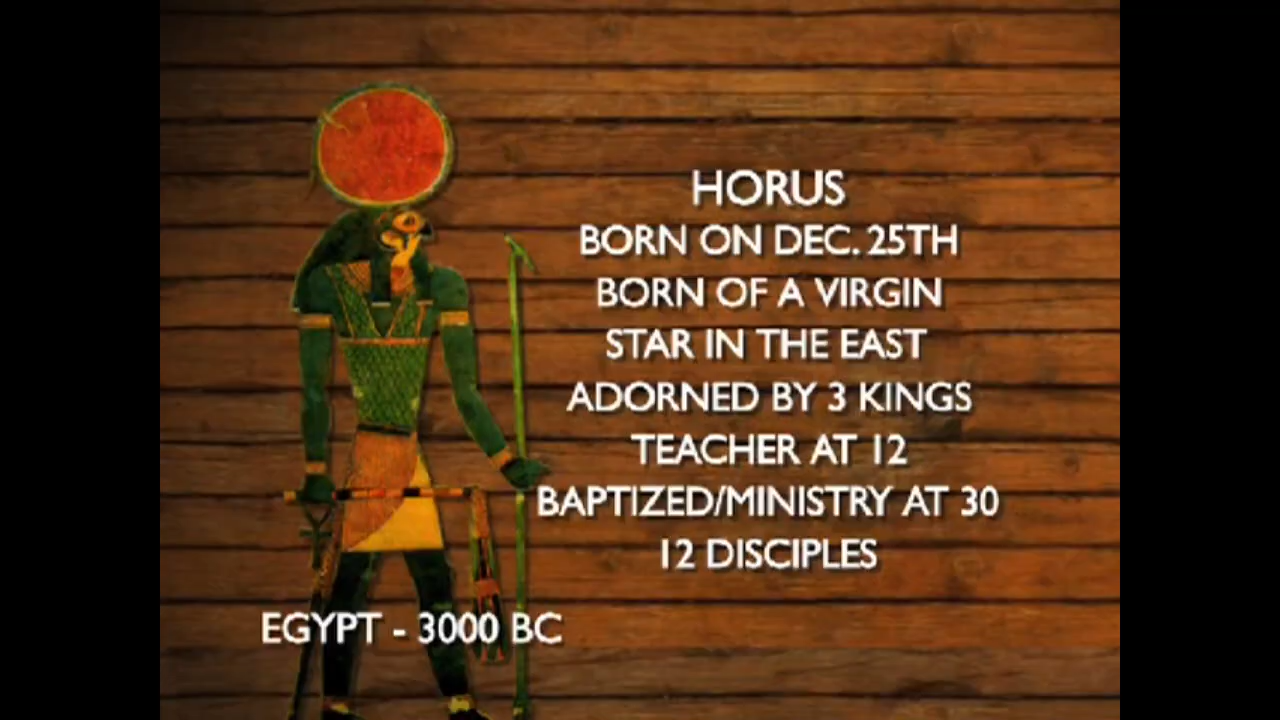 HORUS
BORN ON DEC. 25TH
BORN OF A VIRGIN
STAR IN THE EAST
ADORNED BY 3 KINGS
TEACHER AT 12
BAPTIZED/MINISTRY AT 30
12 DISCIPLES
EGYPT - 3000 BC